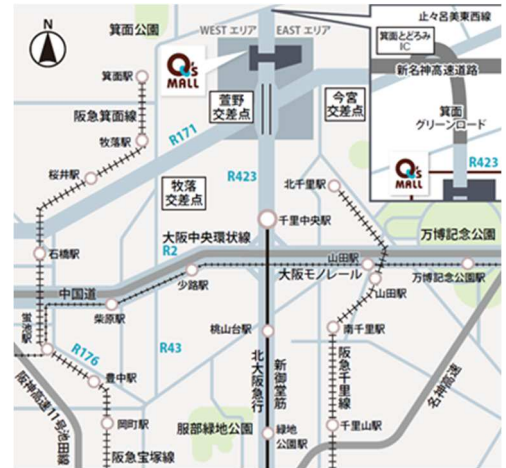 N
箕面公園
WEST エリア
EAST エリア
止々呂美東西線
箕面とどろみ
IC
新名神高速道路
箕面
グリーンロード
Q's
MALL
R423
Q's
MALL
箕面駅
萱野
交差点
今宮
交差点
阪急箕面線
牧落駅
R171
桜井駅
牧落
交差点
R423
北千里駅
千里中央駅
万博記念公園
大阪中央環状線
石橋駅
R2
山田駅
大阪モノレール
万博記念公園駅
中国道
少路駅
山田駅
柴原駅
蛍池駅
桃山台駅
南千里駅
R176
R43
豊中駅
北大阪急行
新御堂筋
阪急千里線
名神高速
阪神高速11号池田線
岡町駅
服部緑地公園
緑地
公園駅
千里山駅
阪急宝塚線